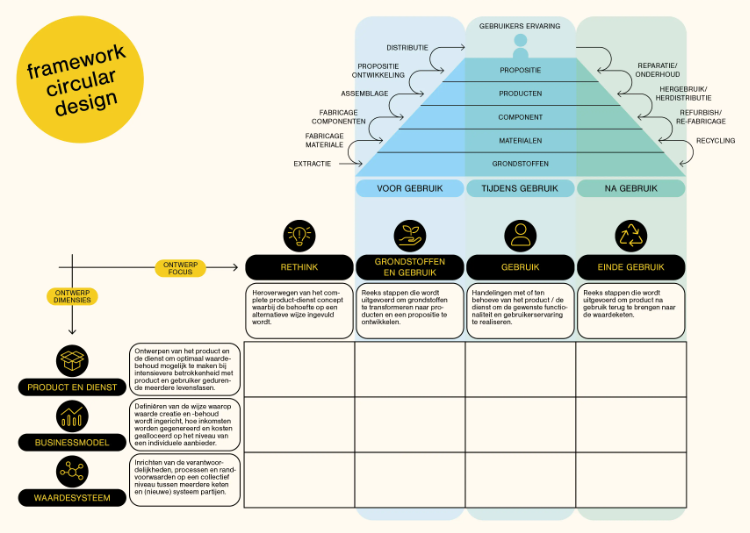 framework
circular
design
GEBRUIKERS ERVARING
DISTRIBUTIE
PROPOSITIE
ONTWIKKELING
ASSEMBLAGE
FABRICAGE
COMPONENTEN
FABRICAGE
MATERIALE
EXTRACTIE
PROPOSITIE
PRODUCTEN
COMPONENT
MATERIALEN
GRONDSTOFFEN
REPARATIE/
ONDERHOUD
HERGEBRUIK/
HERDISTRIBUTIE
REFURBISH/
RE-FABRICAGE
RECYCLING
VOOR GEBRUIK
TIJDENS GEBRUIK
NA GEBRUIK
ONTWERP
FOCUS
ONTWERP
DIMENSIES
RETHINK
GRONDSTOFFEN
EN GEBRUIK
GEBRUIK
EINDE GEBRUIK
Heroverwegen van het com-
plete product-dienst concept
waarbij de behoefte op een
alternatieve wijze ingevuld
wordt.
Reeks stappen die wordt
uitgevoerd om grondstoffen
te transformeren naar pro-
ducten en een propositie te
ontwikkelen.
Handelingen met of ten
behoeve van het product / de
dienst om de gewenste functio-
naliteit en gebruikerservaring
te realiseren.
Reeks stappen die wordt
uitgevoerd om product na
gebruik terug te brengen naar
de waardeketen.
PRODUCT EN DIENST
Ontwerpen van het product en
de dienst om optimaal waarde-
behoud mogelijk te maken bij
intensievere betrokkenheid met
product en gebruiker geduren-
de meerdere levensfasen.
BUSINESSMODEL
Definiëren van de wijze waarop
waarde creatie en -behoud
wordt ingericht, hoe inkomsten
worden gegenereerd en kosten
gealloceerd op het niveau van
een individuele aanbieder.
WAARDESYSTEEM
Inrichten van de verantwoor-
delijkheden, processen en rand-
voorwaarden op een collectief
niveau tussen meerdere keten
en (nieuwe) systeem partijen.